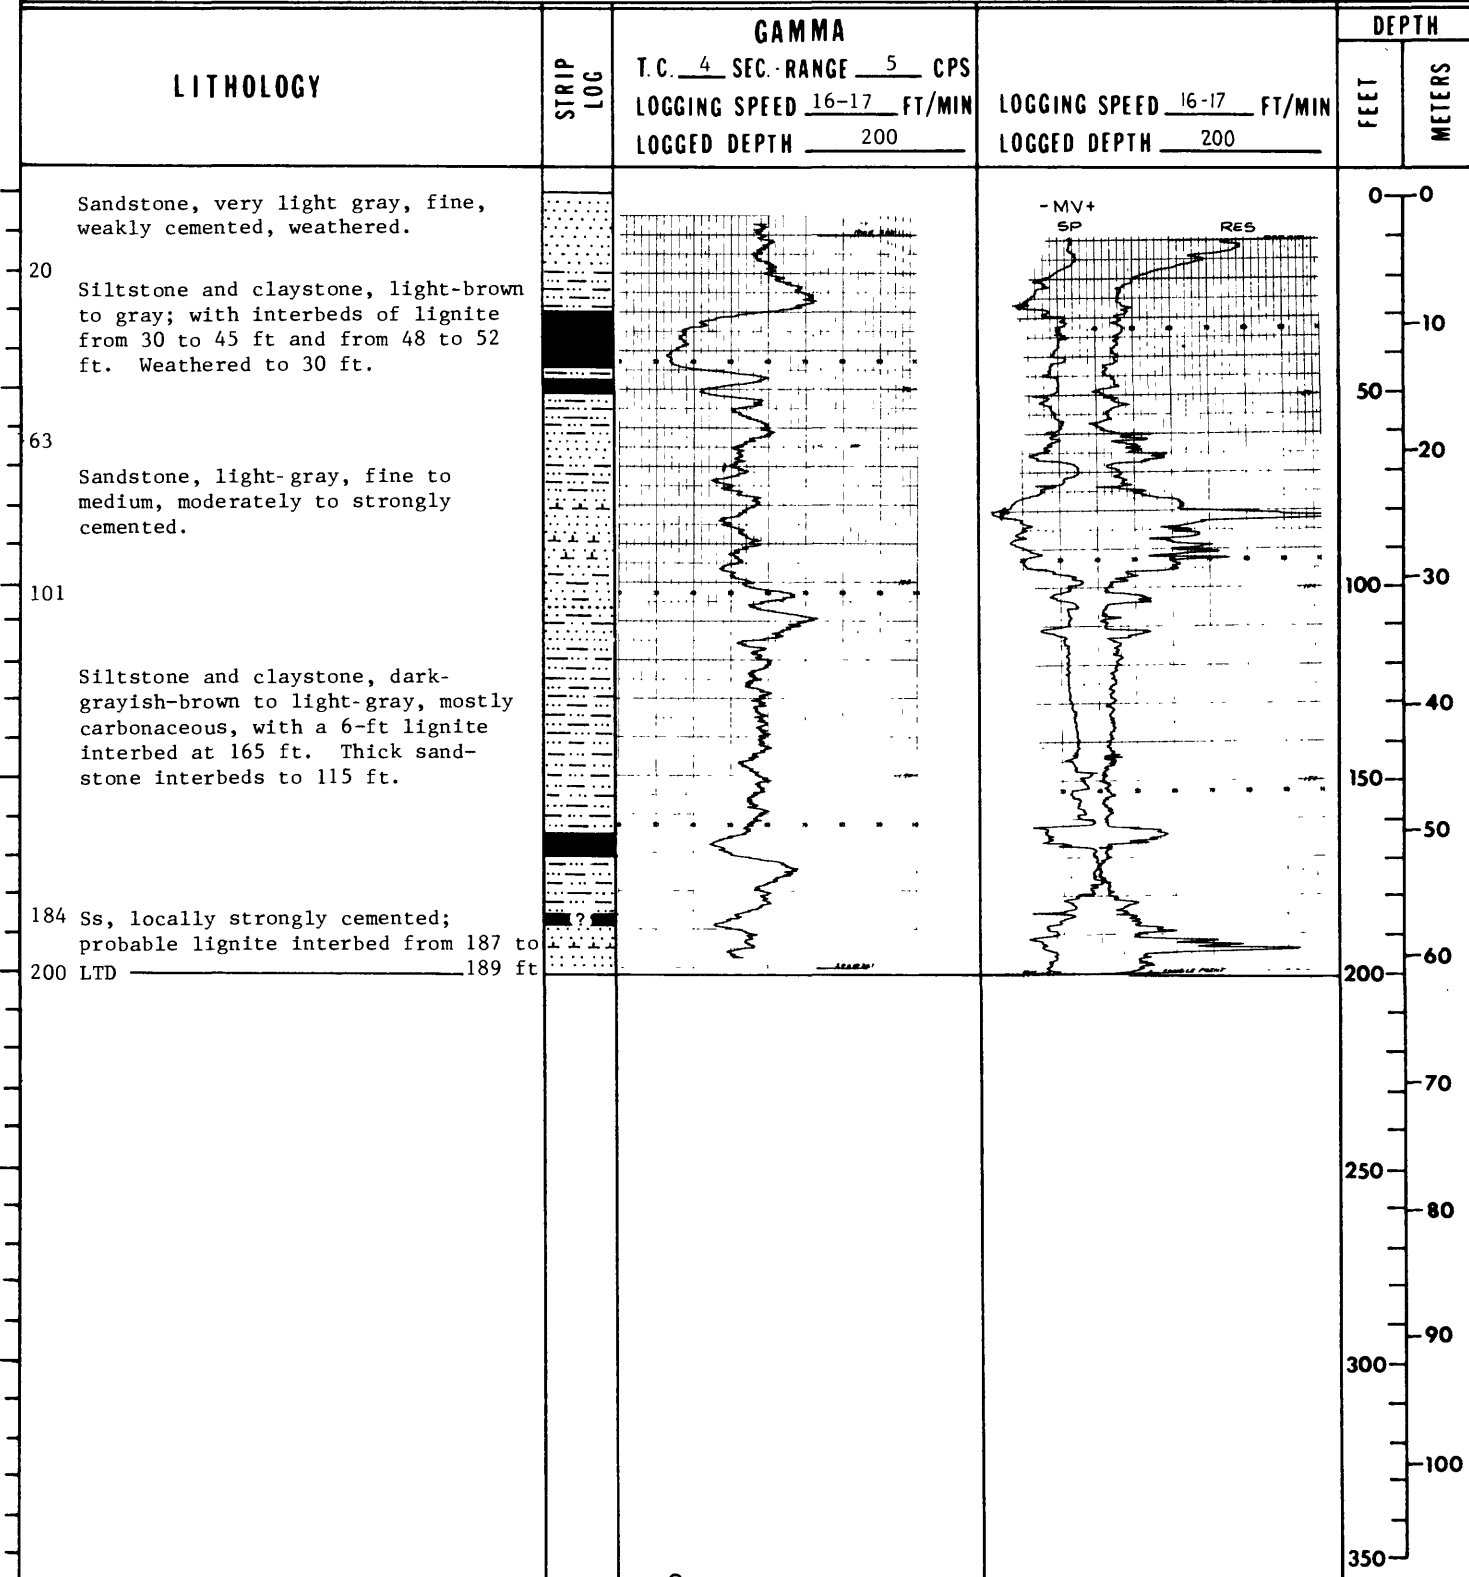 LITHOLOGY
STRIP LOG
GAMMA
T.C. 4 SEC.-RANGE 5 CPS
LOGGING SPEED 16-17 FT/MIN
LOGGED DEPTH 200
LOGGING SPEED 16-17 FT/MIN
LOGGED DEPTH 200
DEPTH
FEET
METERS
Sandstone, very light gray, fine,
weakly cemented, weathered.
20
Siltstone and claystone, light-brown
to gray; with interbeds of lignite
from 30 to 45 ft and from 48 to 52
ft. Weathered to 30 ft.
63
Sandstone, light-gray, fine to
medium, moderately to strongly
cemented.
101
Siltstone and claystone, dark-
grayish-brown to light-gray, mostly
carbonaceous, with a 6-ft lignite
interbed at 165 ft. Thick sand-
stone interbeds to 115 ft.
184 Ss, locally strongly cemented;
probable lignite interbed from 187 to
200 LTD 189 ft
?
-MV+
SP
RES
0
50
100
150
200
250
300
350
0
10
20
30
40
50
60
70
80
90
100